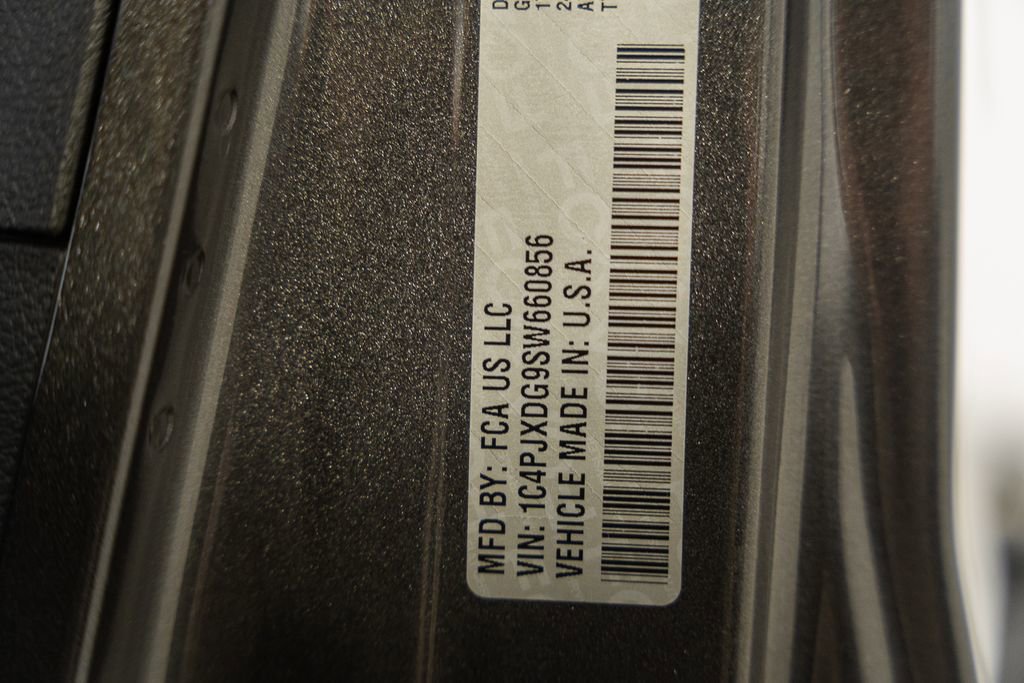 MFD BY: FCA US LLC
VIN: 1C4PJXDG9SW660856
VEHICLE MADE IN: U.S.A.